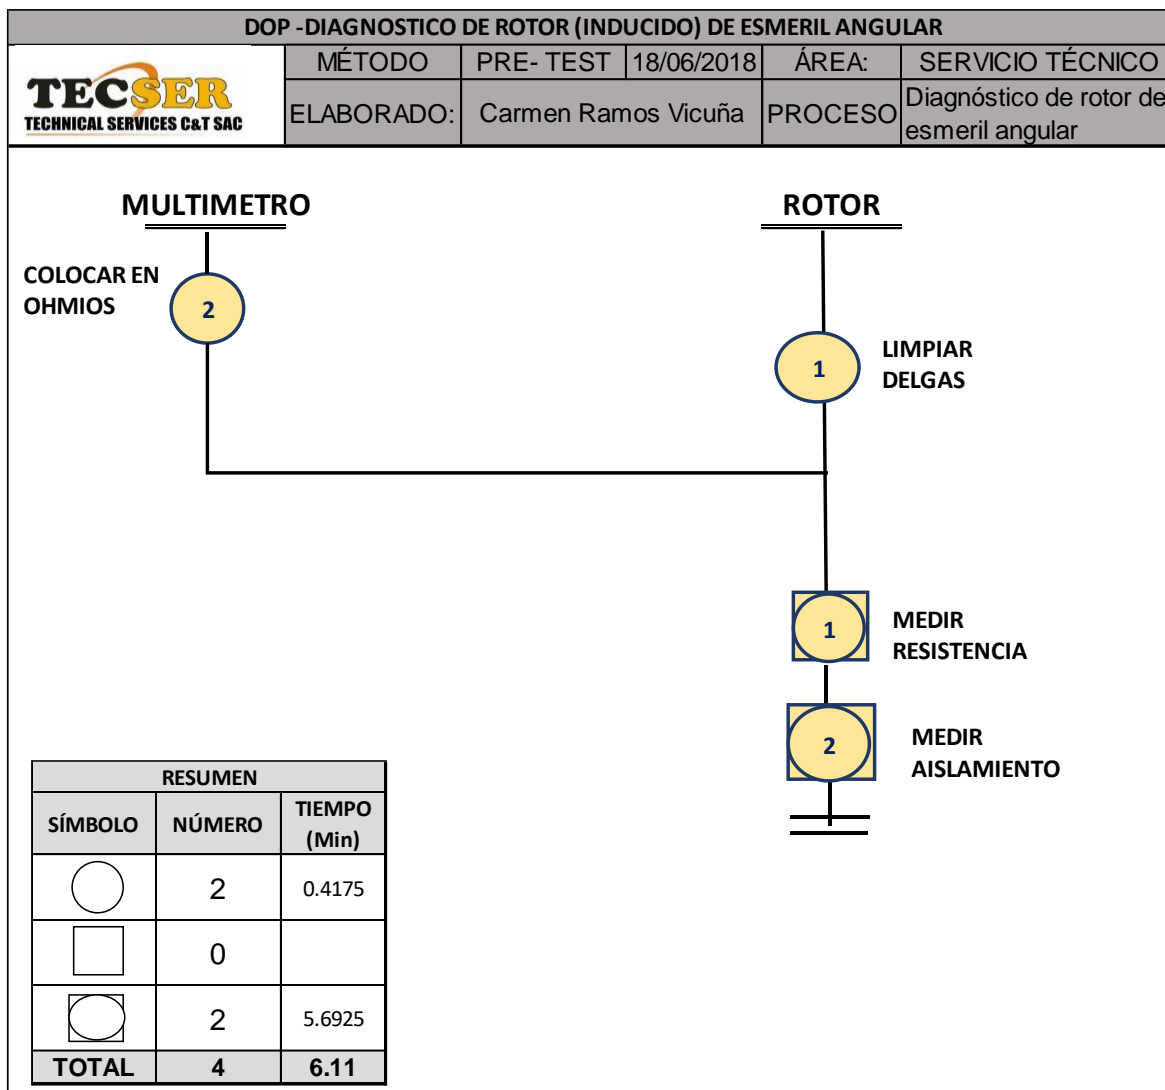 DOP -DIAGNOSTICO DE ROTOR (INDUCIDO) DE ESMERIL ANGULAR
TECSER
TECHNICAL SERVICES C&T SAC
MÉTODO
PRE- TEST
18/06/2018
ÁREA:
SERVICIO TÉCNICO
ELABORADO:
Carmen Ramos Vicuña
PROCESO
Diagnóstico de rotor de
esmeril angular
MULTIMETRO
ROTOR
COLOCAR EN
OHMIOS
2
1
LIMPIAR
DELGAS
1
MEDIR
RESISTENCIA
2
MEDIR
AISLAMIENTO
RESUMEN
SÍMBOLO
NÚMERO
TIEMPO
(Min)
2
0.4175
0
2
5.6925
TOTAL
4
6.11